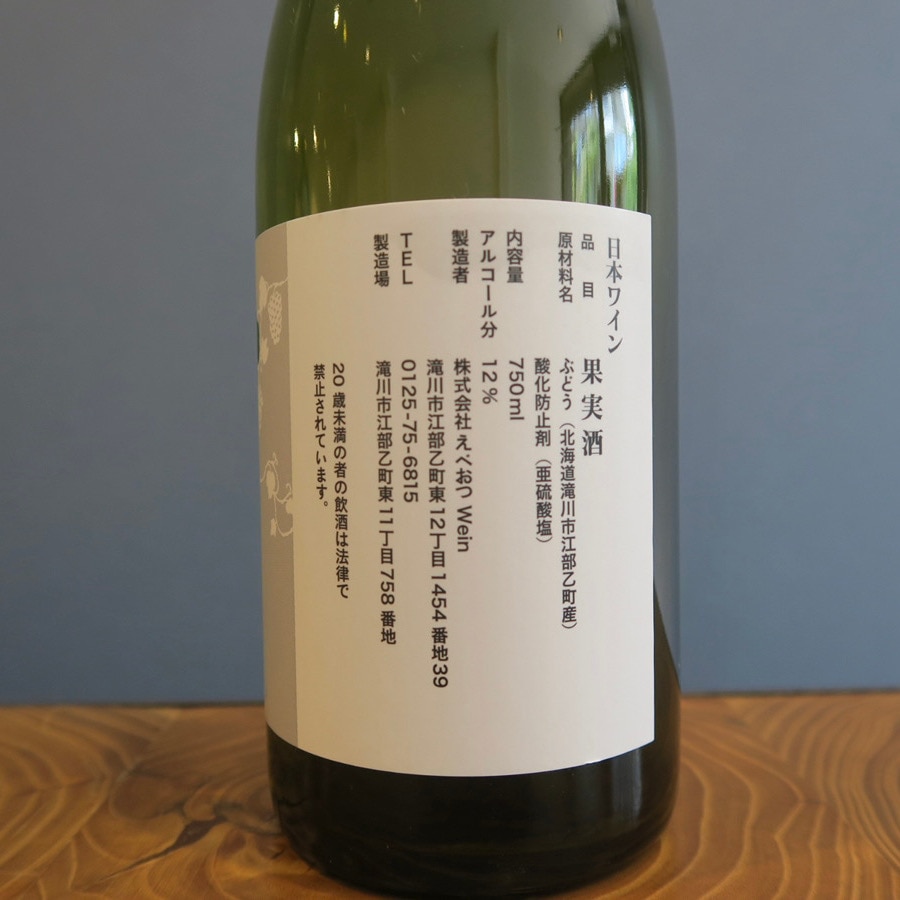 日本ワイン
品目 果実酒
原材料名 ぶどう（北海道滝川市江部乙町産）
酸化防止剤（亜硫酸塩）
内容量 750ml
アルコール分 12%
製造者 株式会社 えべおつ Wein
滝川市江部乙町東12丁目1454番地39
TEL 0125-75-6815
製造場 滝川市江部乙町東11丁目758番地
20歳未満の者の飲酒は法律で
禁止されています。